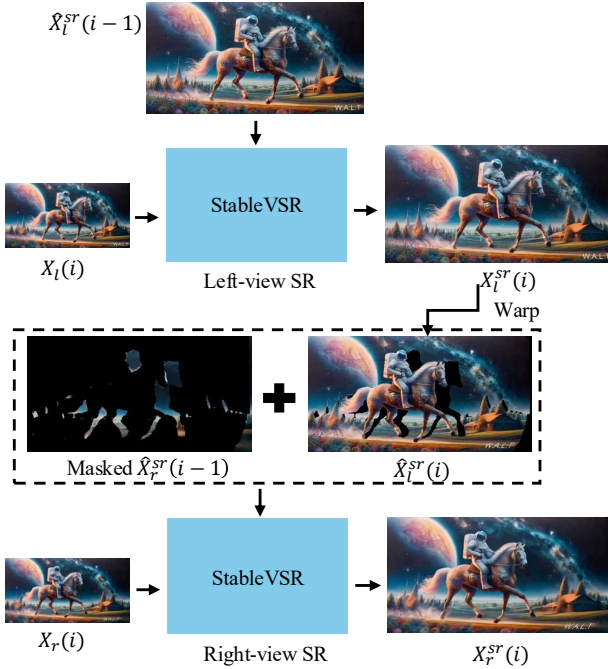 X̂_l^{sr}(i−1)
W.A.L.T
StableVSR
X_l(i)
Left-view SR
X_l^{sr}(i)
W.A.L.T
W.A.L.T
Warp
W.A.L.T
Masked X̂_r^{sr}(i−1)
X̂_l^{sr}(i)
StableVSR
W.A.L.T
W.A.L.T
X_r(i)
Right-view SR
X_r^{sr}(i)